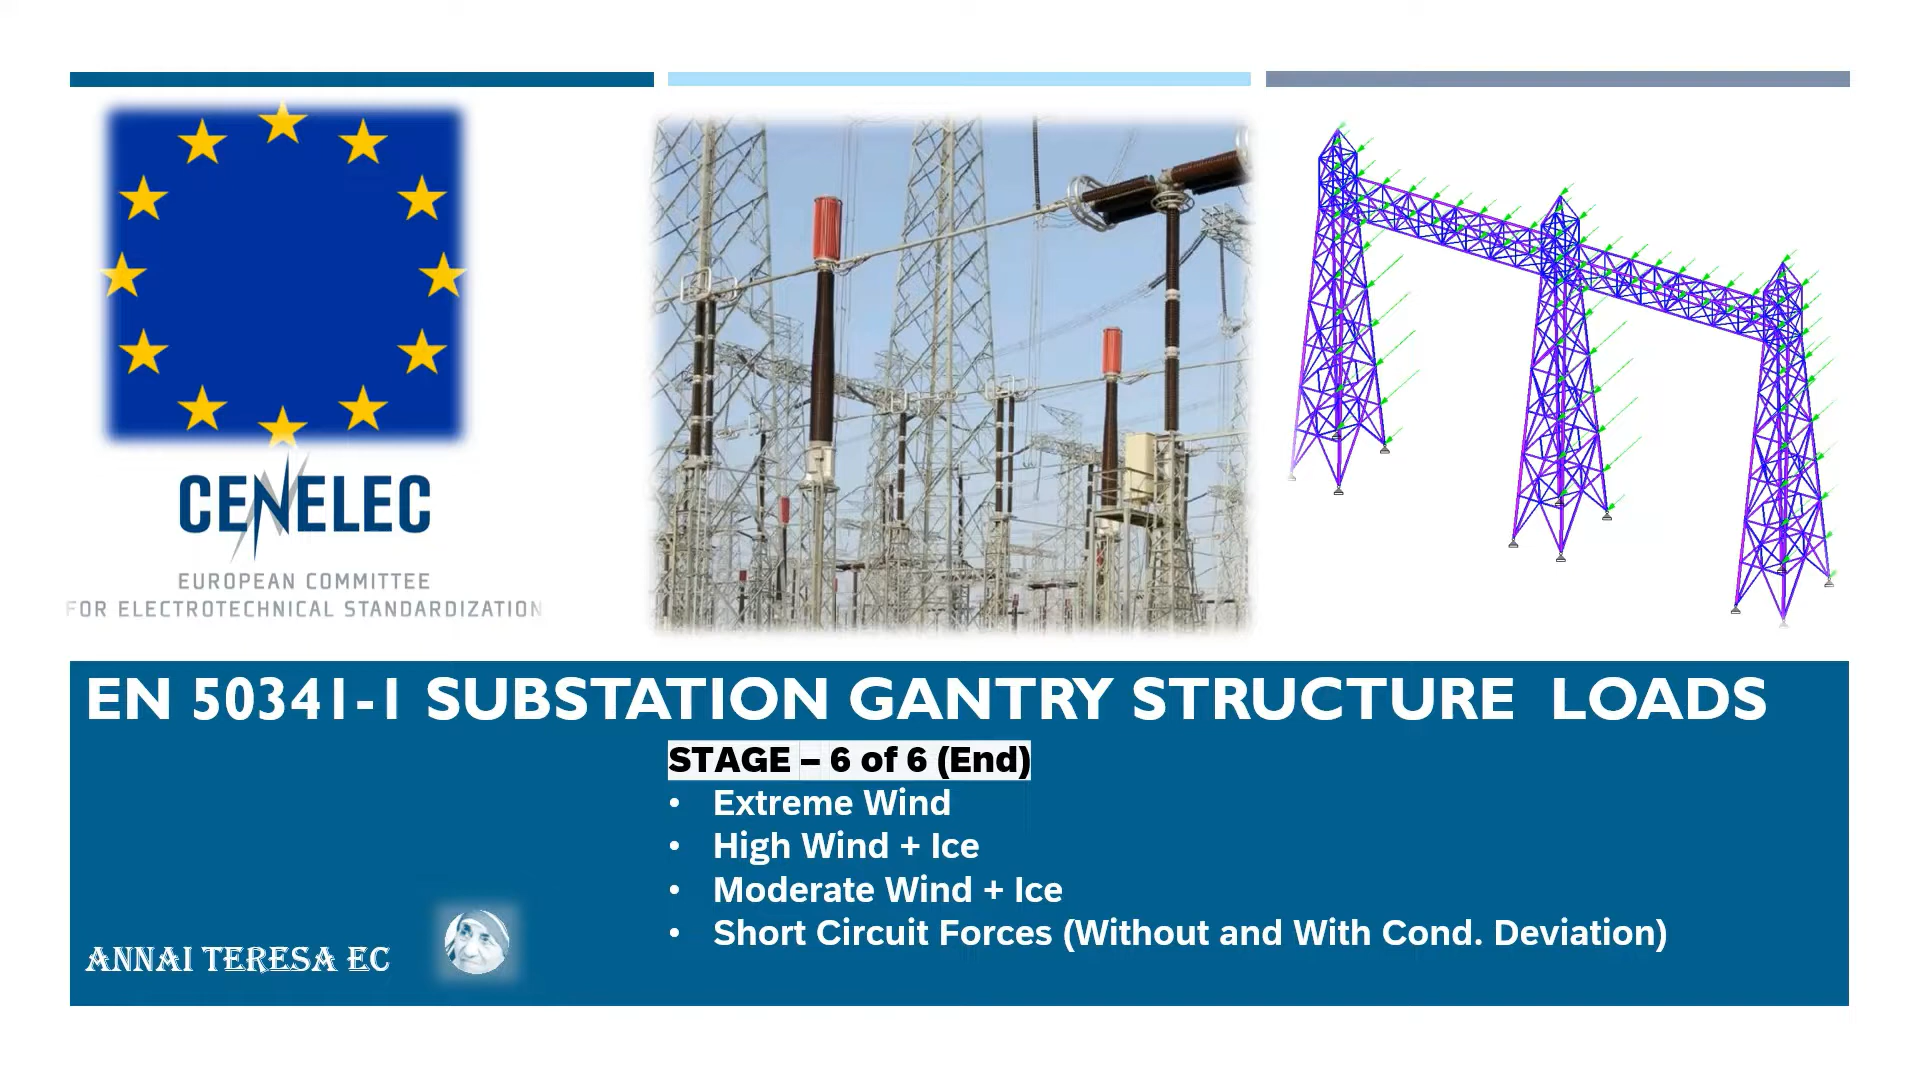 CENELEC
EUROPEAN COMMITTEE
FOR ELECTROTECHNICAL STANDARDIZATION
EN 50341-1 SUBSTATION GANTRY STRUCTURE LOADS
STAGE – 6 of 6 (End)
• Extreme Wind
• High Wind + Ice
• Moderate Wind + Ice
• Short Circuit Forces (Without and With Cond. Deviation)
ANNAI TERESA EC